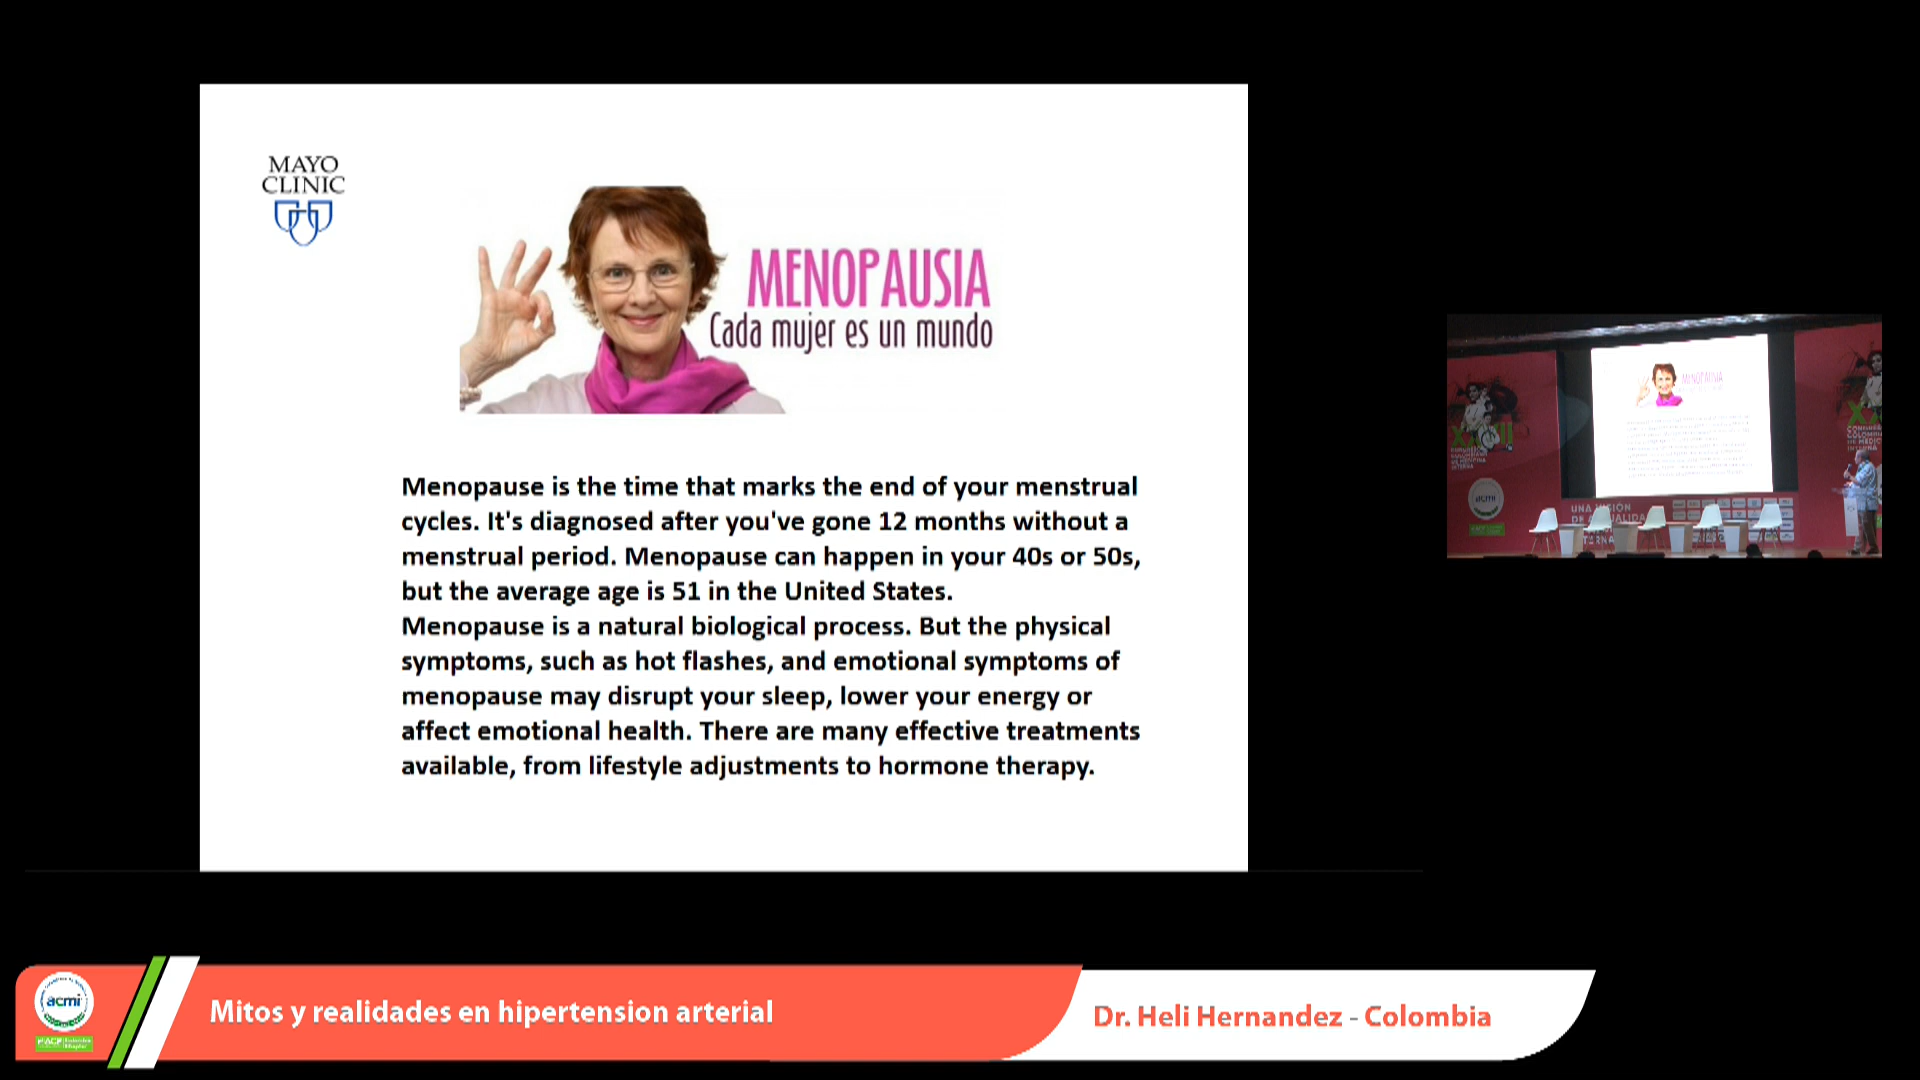 MAYO
CLINIC
MENOPAUSIA
Cada mujer es un mundo
Menopause is the time that marks the end of your menstrual
cycles. It's diagnosed after you've gone 12 months without a
menstrual period. Menopause can happen in your 40s or 50s,
but the average age is 51 in the United States.
Menopause is a natural biological process. But the physical
symptoms, such as hot flashes, and emotional symptoms of
menopause may disrupt your sleep, lower your energy or
affect emotional health. There are many effective treatments
available, from lifestyle adjustments to hormone therapy.
MENOPAUSIA
acmi
UNA VISIÓN
acmi
Mitos y realidades en hipertension arterial
Dr. Heli Hernandez - Colombia